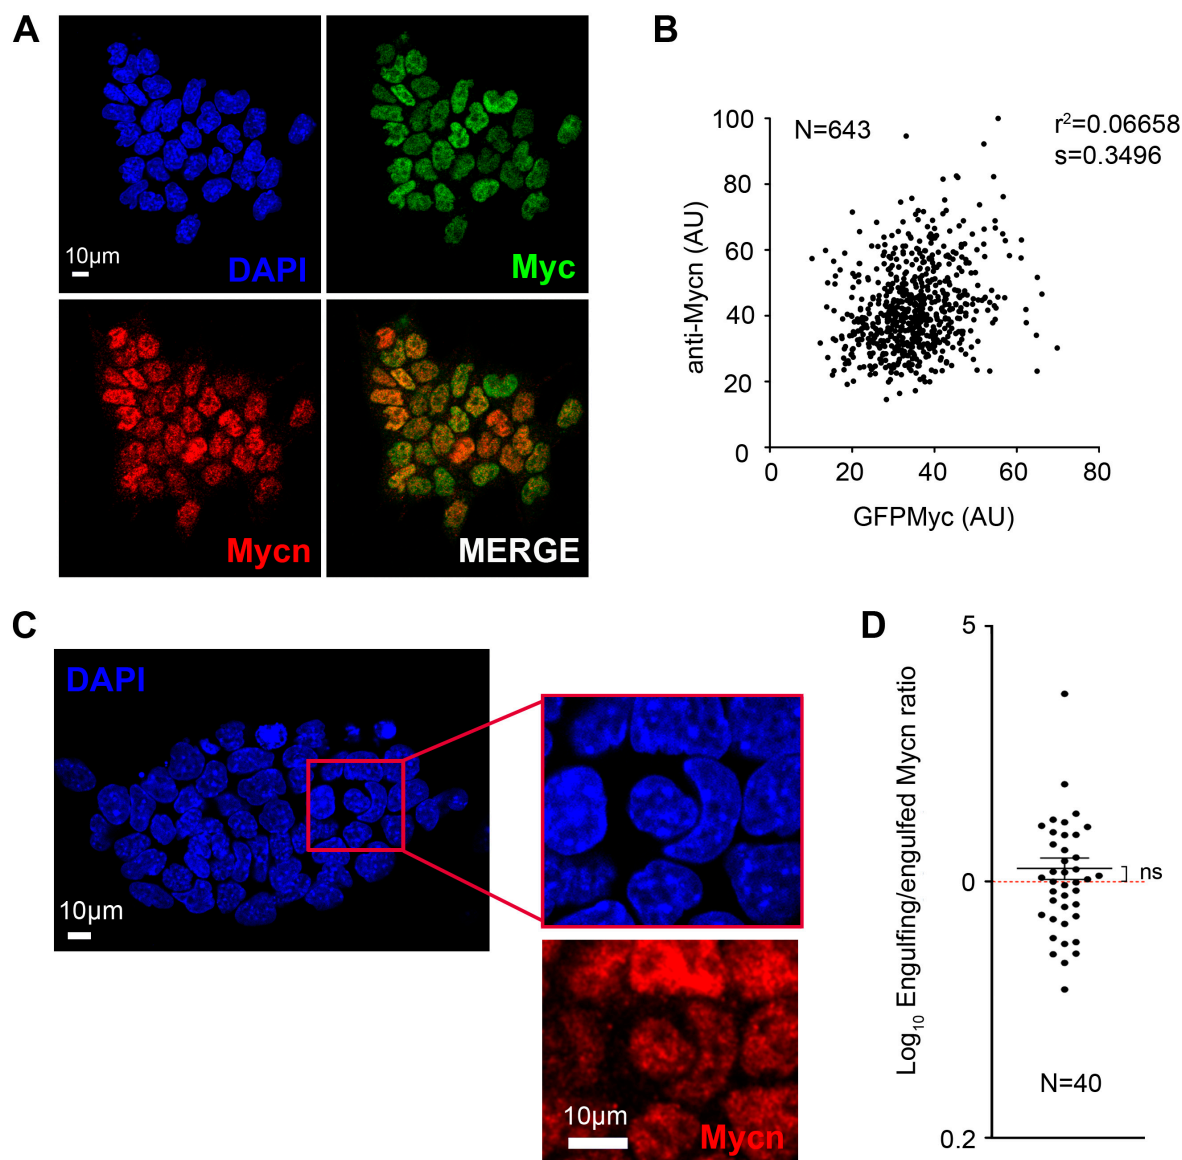 A
DAPI
10μm
Myc
Mycn
MERGE
B
N=643
r²=0.06658
s=0.3496
anti-Mycn (AU)
100
80
60
40
20
0
0 20 40 60 80
GFPMyc (AU)
C
DAPI
10μm
10μm
Mycn
D
Log₁₀ Engulfing/engulfed Mycn ratio
5
0
0.2
ns
N=40